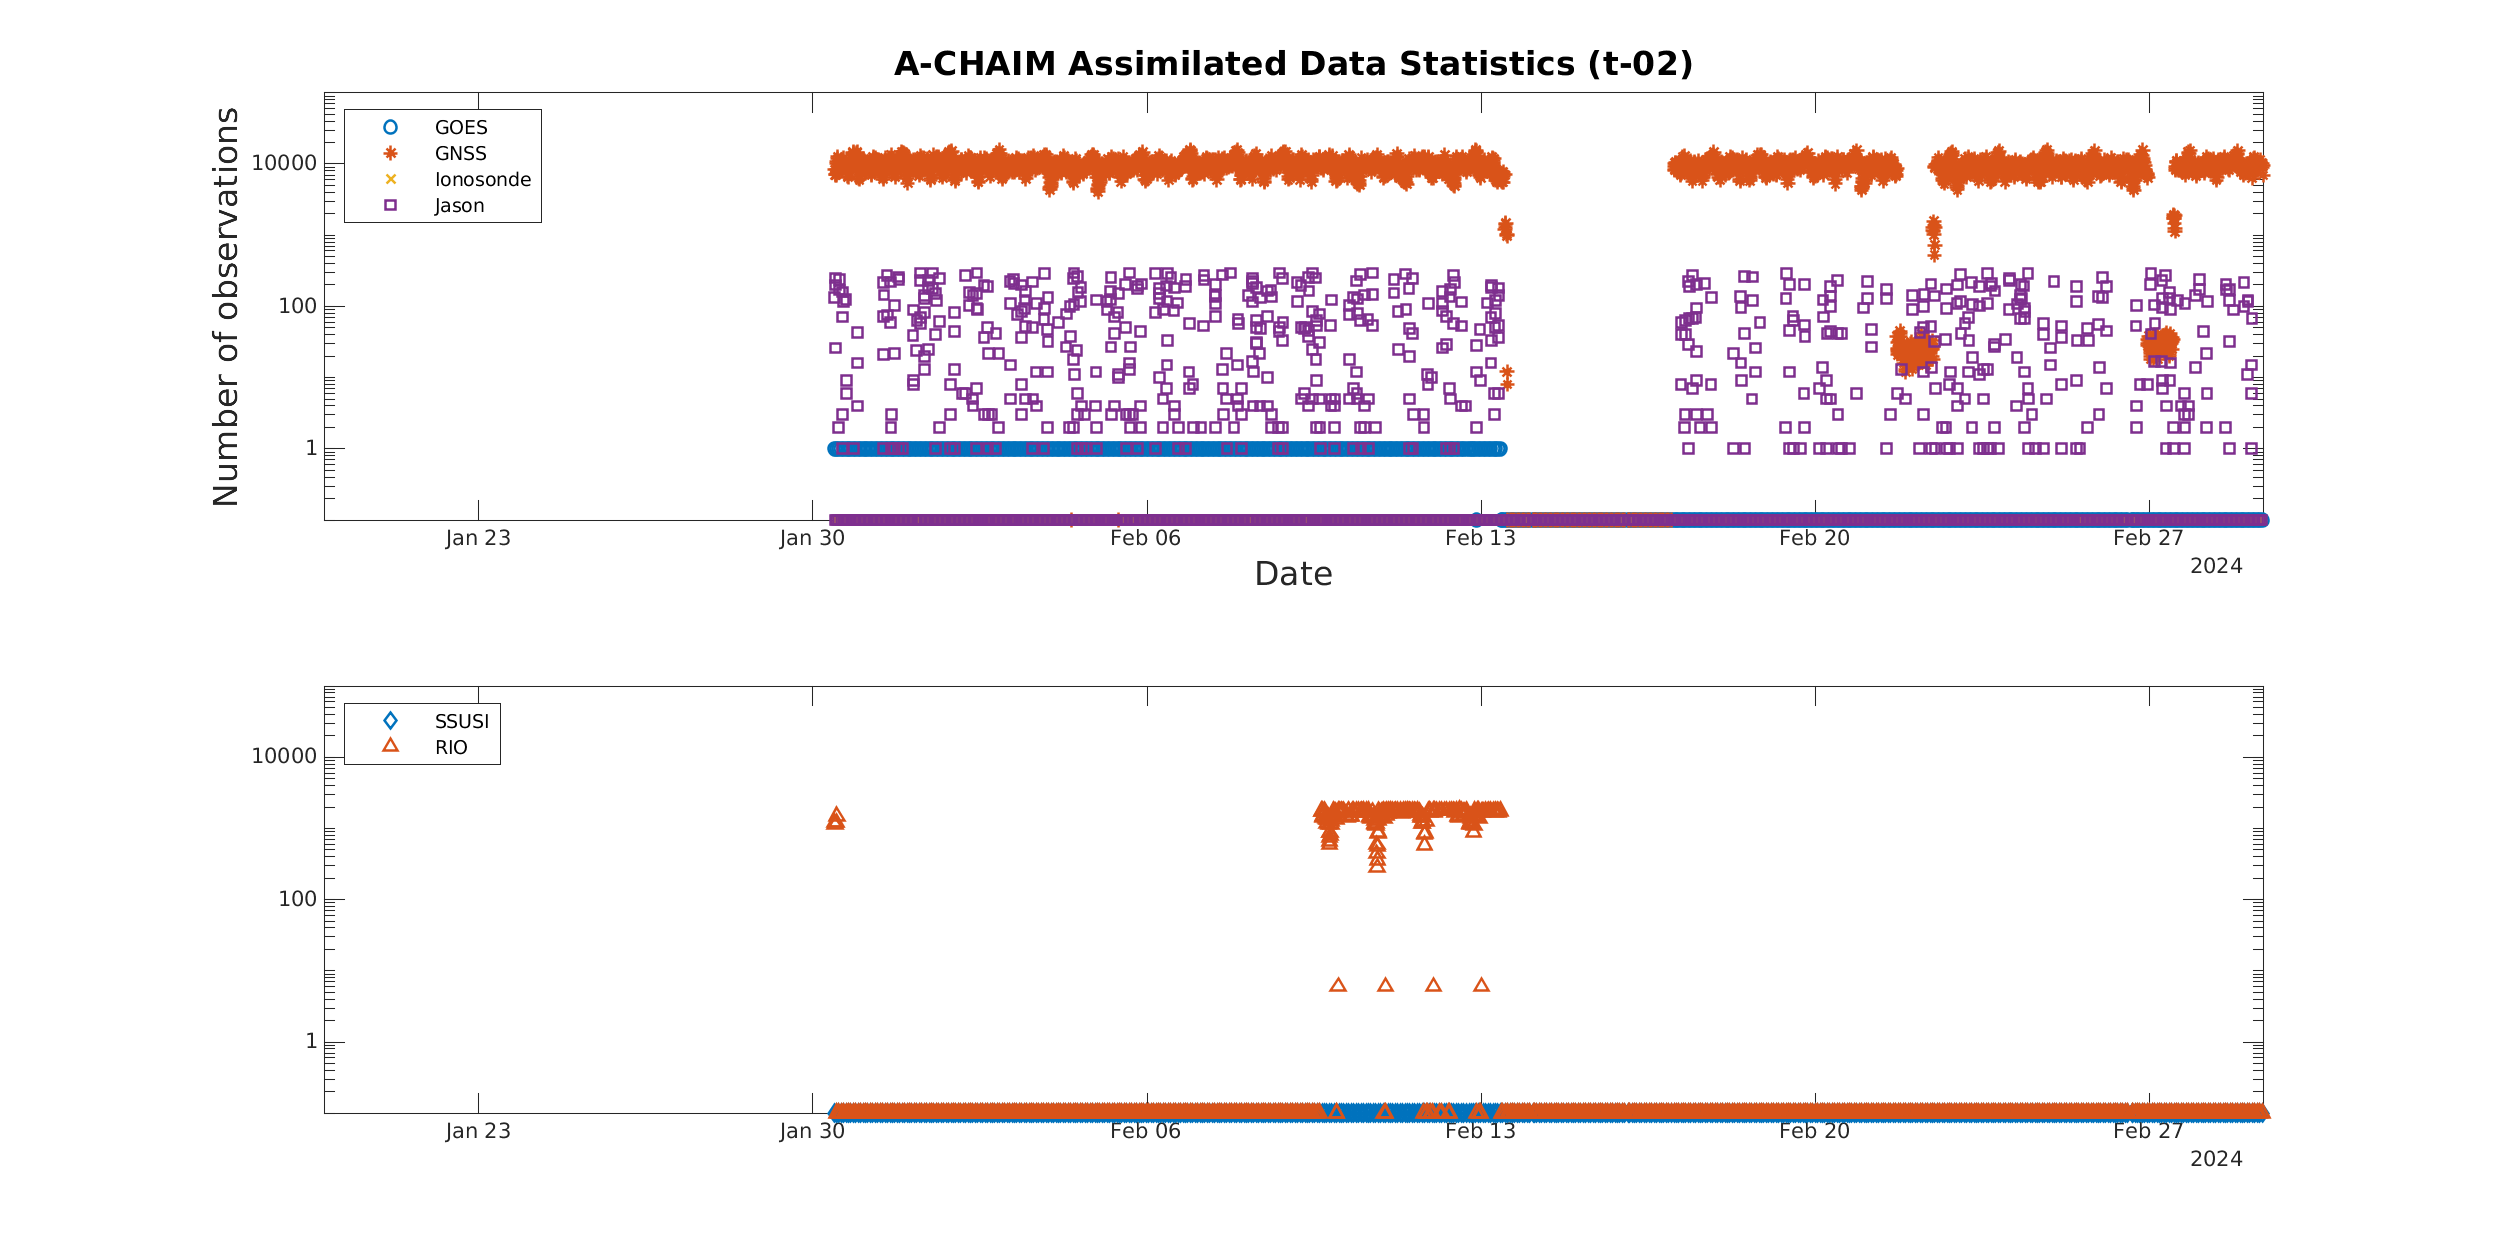 A-CHAIM Assimilated Data Statistics (t-02)
Number of observations
10000
100
1
GOES
GNSS
Ionosonde
Jason
Jan 23
Jan 30
Feb 06
Feb 13
Feb 20
Feb 27
2024
Date
10000
100
1
SSUSI
RIO
Jan 23
Jan 30
Feb 06
Feb 13
Feb 20
Feb 27
2024